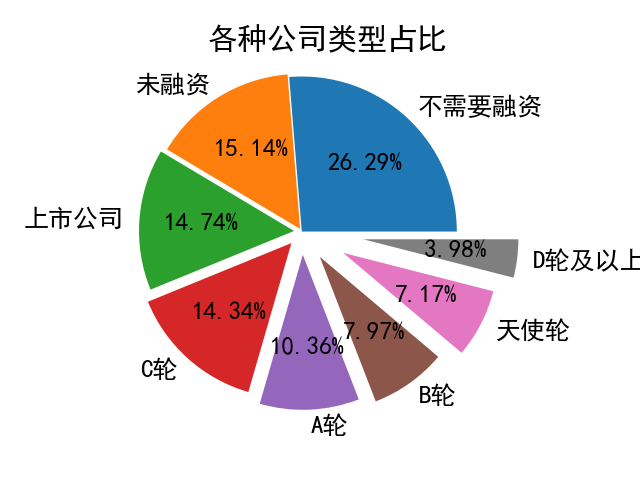 各种公司类型占比
未融资
不需要融资
15.14%
26.29%
上市公司
14.74%
3.98%
D轮及以上
7.17%
14.34%
7.97%
天使轮
10.36%
C轮
B轮
A轮